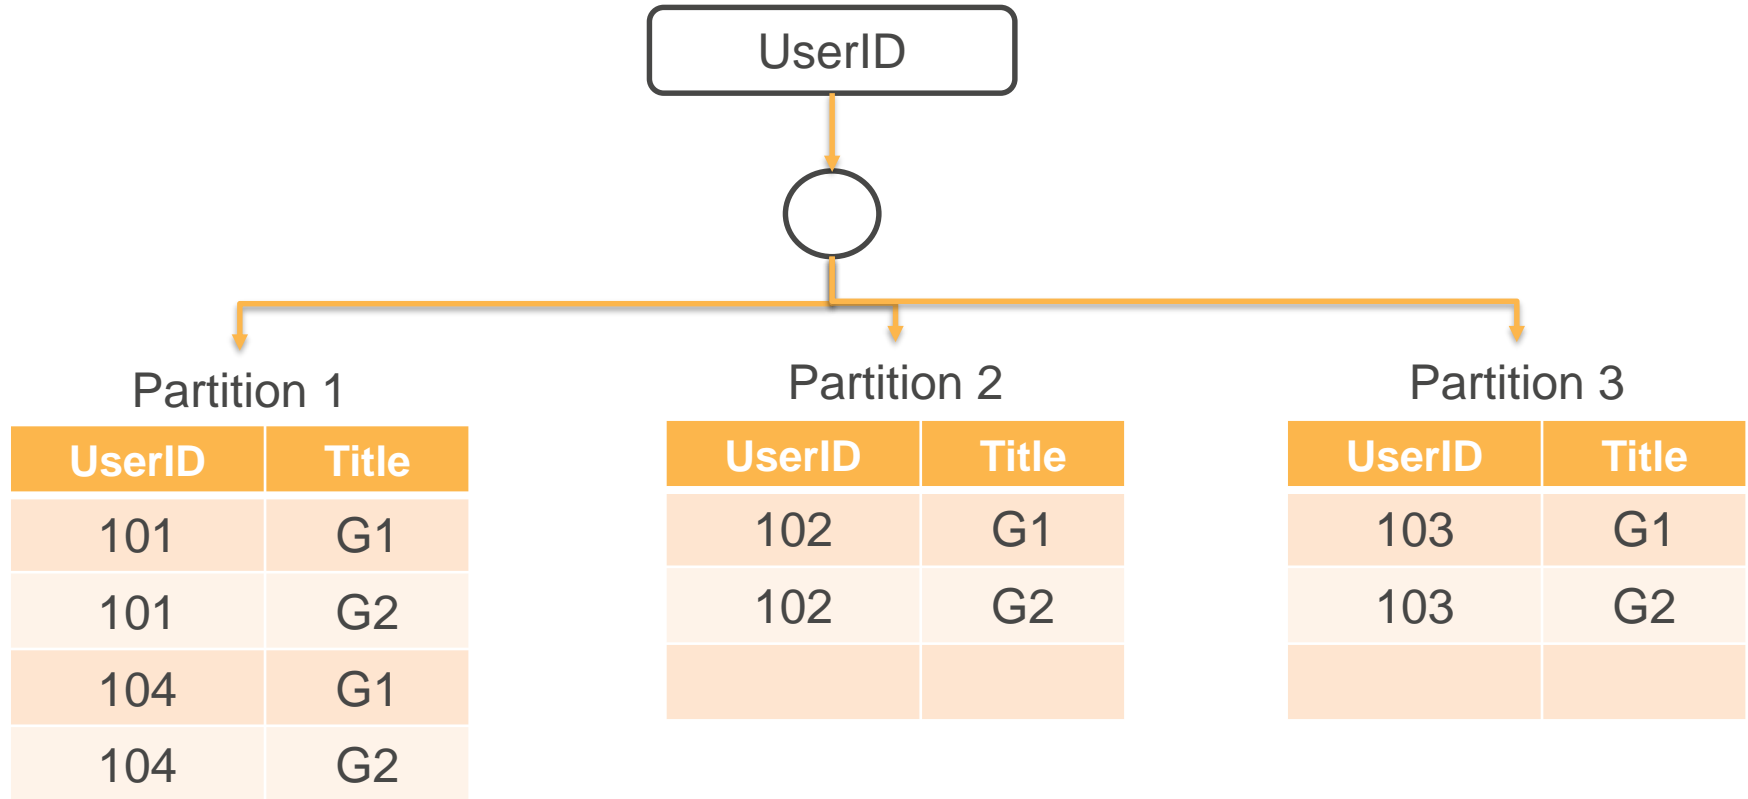 UserID
Partition 1
UserID Title
101 G1
101 G2
104 G1
104 G2
Partition 2
UserID Title
102 G1
102 G2
Partition 3
UserID Title
103 G1
103 G2